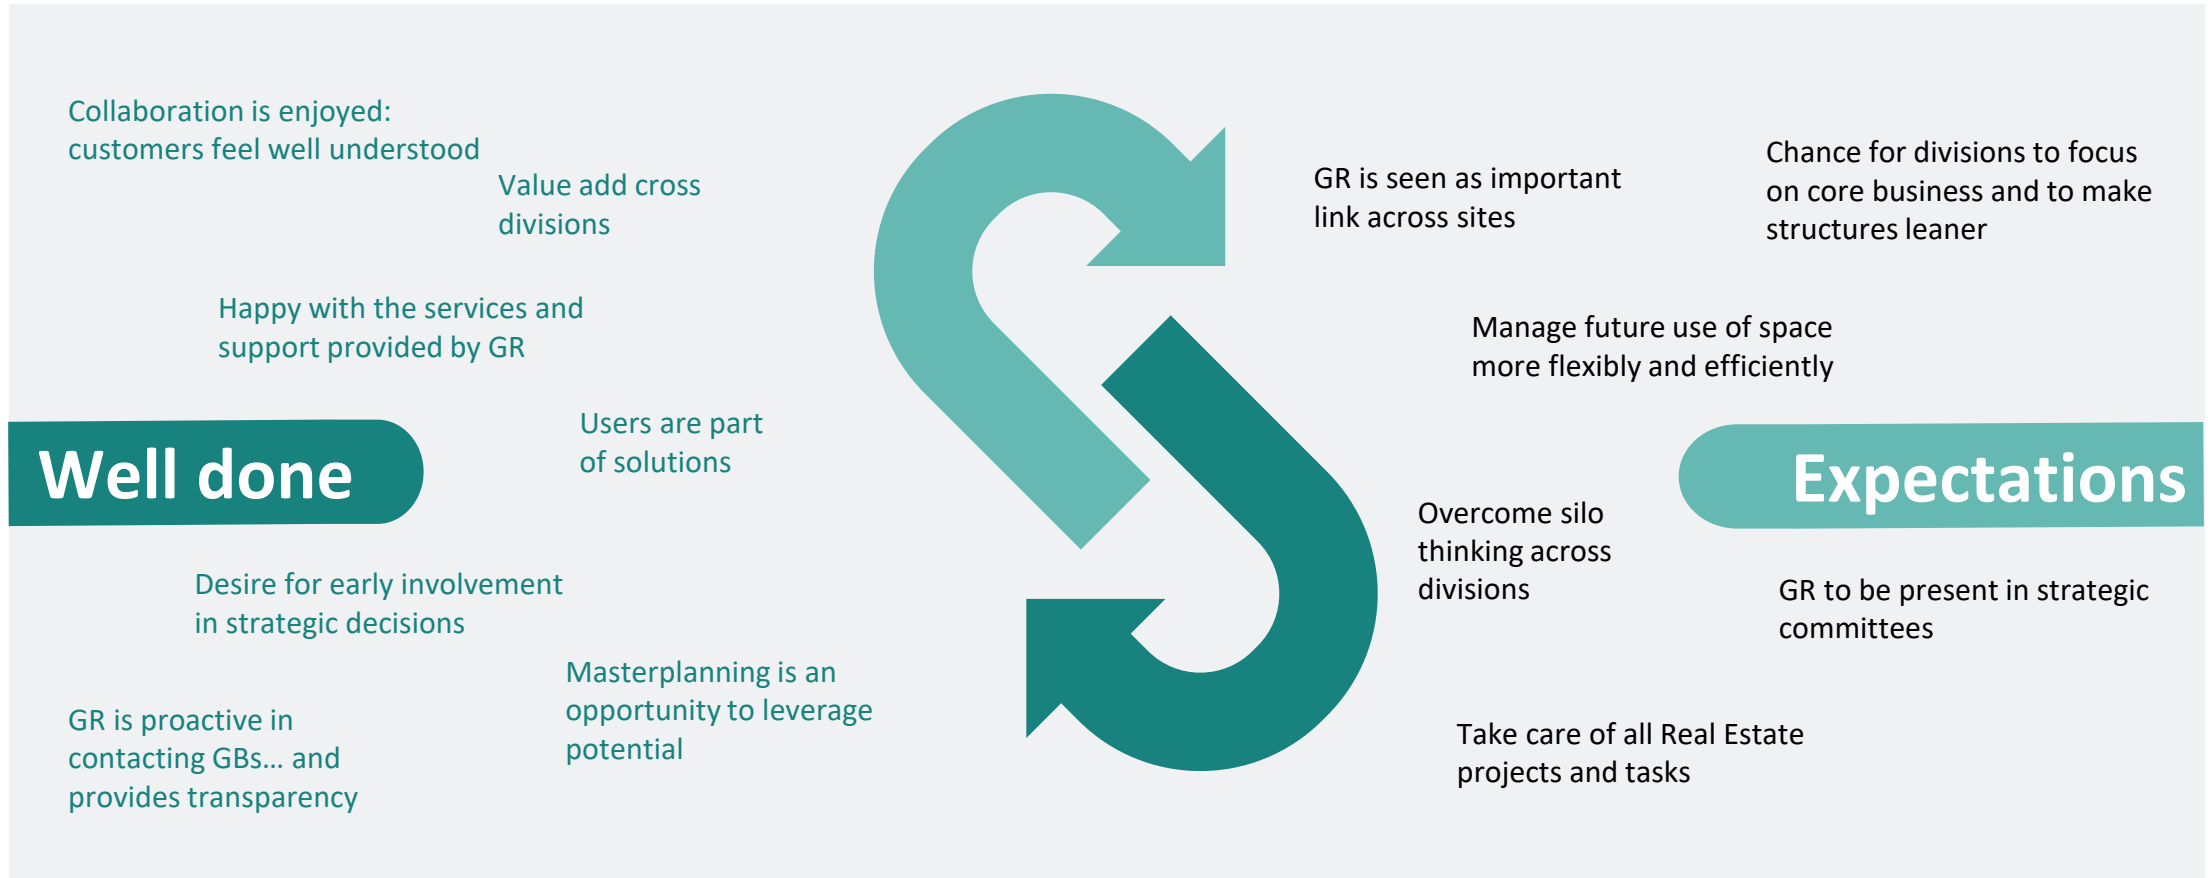 Collaboration is enjoyed:
customers feel well understood
Value add cross
divisions
Happy with the services and
support provided by GR
Users are part
of solutions
Well done
Desire for early involvement
in strategic decisions
Masterplanning is an
opportunity to leverage
potential
GR is proactive in
contacting GBs... and
provides transparency
GR is seen as important
link across sites
Chance for divisions to focus
on core business and to make
structures leaner
Manage future use of space
more flexibly and efficiently
Expectations
Overcome silo
thinking across
divisions
GR to be present in strategic
committees
Take care of all Real Estate
projects and tasks